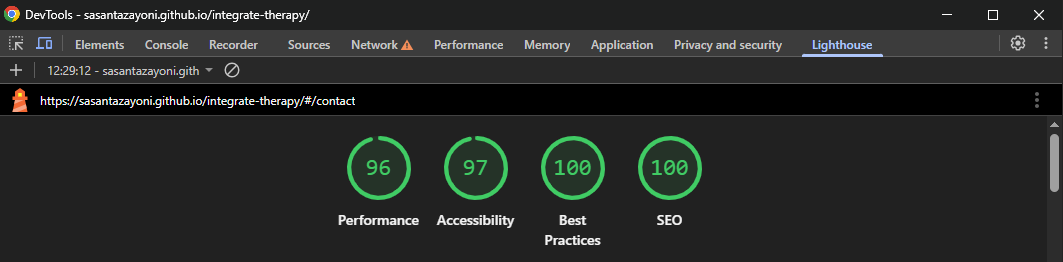 DevTools - sasantazayoni.github.io/integrate-therapy/
Elements Console Recorder Sources Network Performance Memory Application Privacy and security Lighthouse
12:29:12 - sasantazayoni.gith
https://sasantazayoni.github.io/integrate-therapy/#/contact
96 97 100 100
Performance Accessibility Best Practices SEO